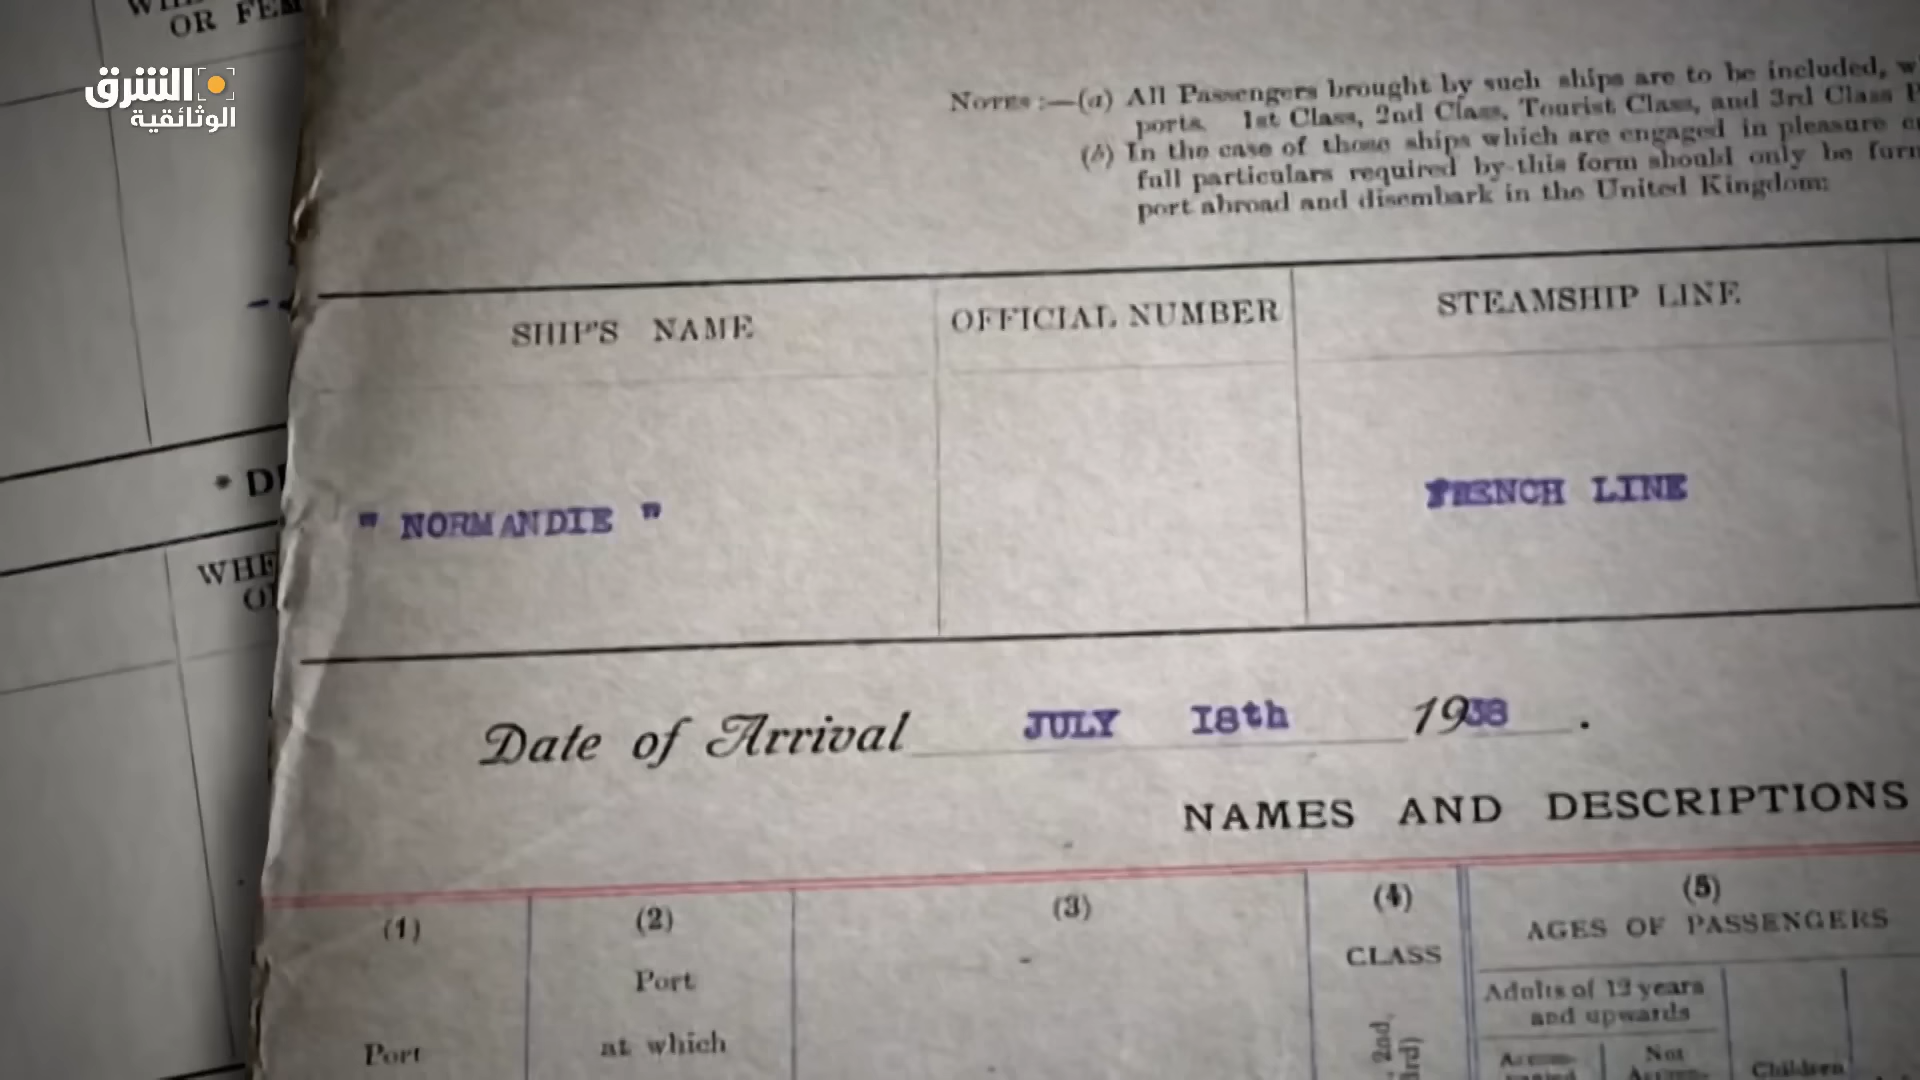 OR
الشرق
الوثائقية
NOTES :—(a) All Passengers brought by such ships are to be included,
ports. 1st Class, 2nd Class, Tourist Class, and 3rd Class
(b) In the case of those ships which are engaged in pleasure
full particulars required by this form should only be
port abroad and disembark in the United Kingdom:
SHIP'S NAME
OFFICIAL NUMBER
STEAMSHIP LINE
" NORMANDIE "
FRENCH LINE
Date of Arrival JULY I8th 1938 .
NAMES AND DESCRIPTIONS
(1)
(2)
(3)
(4)
(5)
CLASS
AGES OF PASSENGERS
Port
at which
Port
Adults of 12 years
and upwards
Not
Children
2nd,